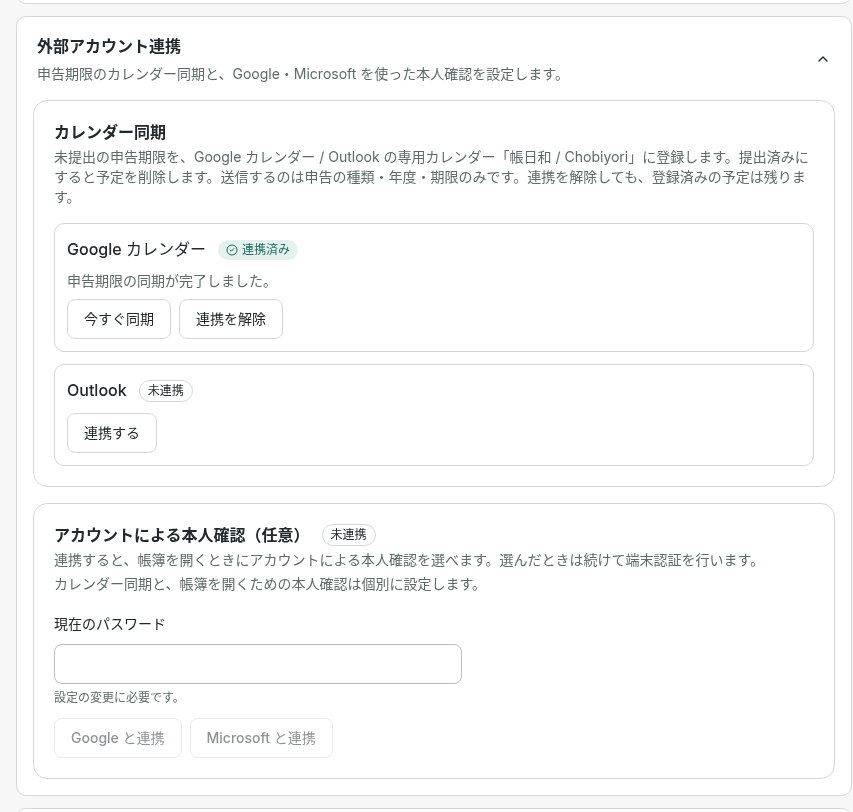 外部アカウント連携
申告期限のカレンダー同期と、Google・Microsoft を使った本人確認を設定します。
カレンダー同期
未提出の申告期限を、Google カレンダー / Outlook の専用カレンダー「帳日和 / Chobiyori」に登録します。提出済みに
すると予定を削除します。送信するのは申告の種類・年度・期限のみです。連携を解除しても、登録済みの予定は残りま
す。
Google カレンダー 連携済み
申告期限の同期が完了しました。
今すぐ同期 連携を解除
Outlook 未連携
連携する
アカウントによる本人確認（任意） 未連携
連携すると、帳簿を開くときにアカウントによる本人確認を選べます。選んだときは続けて端末認証を行います。
カレンダー同期と、帳簿を開くための本人確認は個別に設定します。
現在のパスワード
設定の変更に必要です。
Google と連携 Microsoft と連携